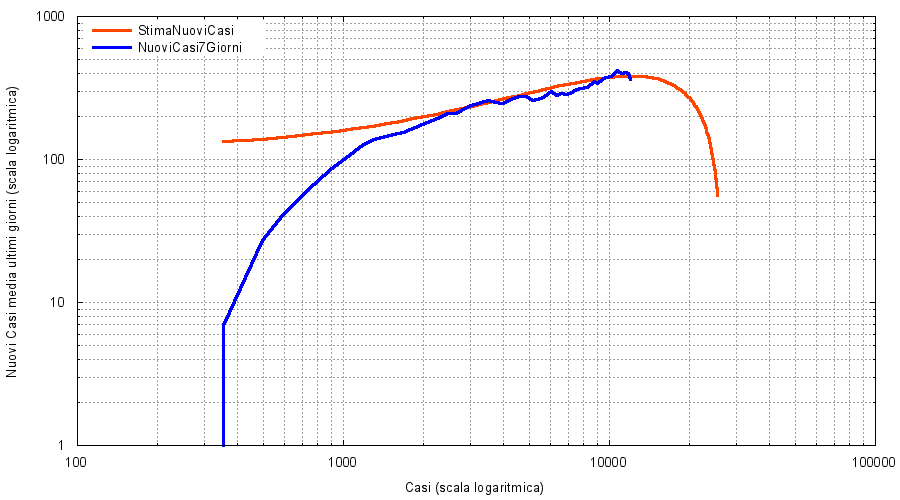 1000
StimaNuoviCasi
NuoviCasi7Giorni
100
10
1
Nuovi Casi media ultimi giorni (scala logaritmica)
100
1000
10000
100000
Casi (scala logaritmica)